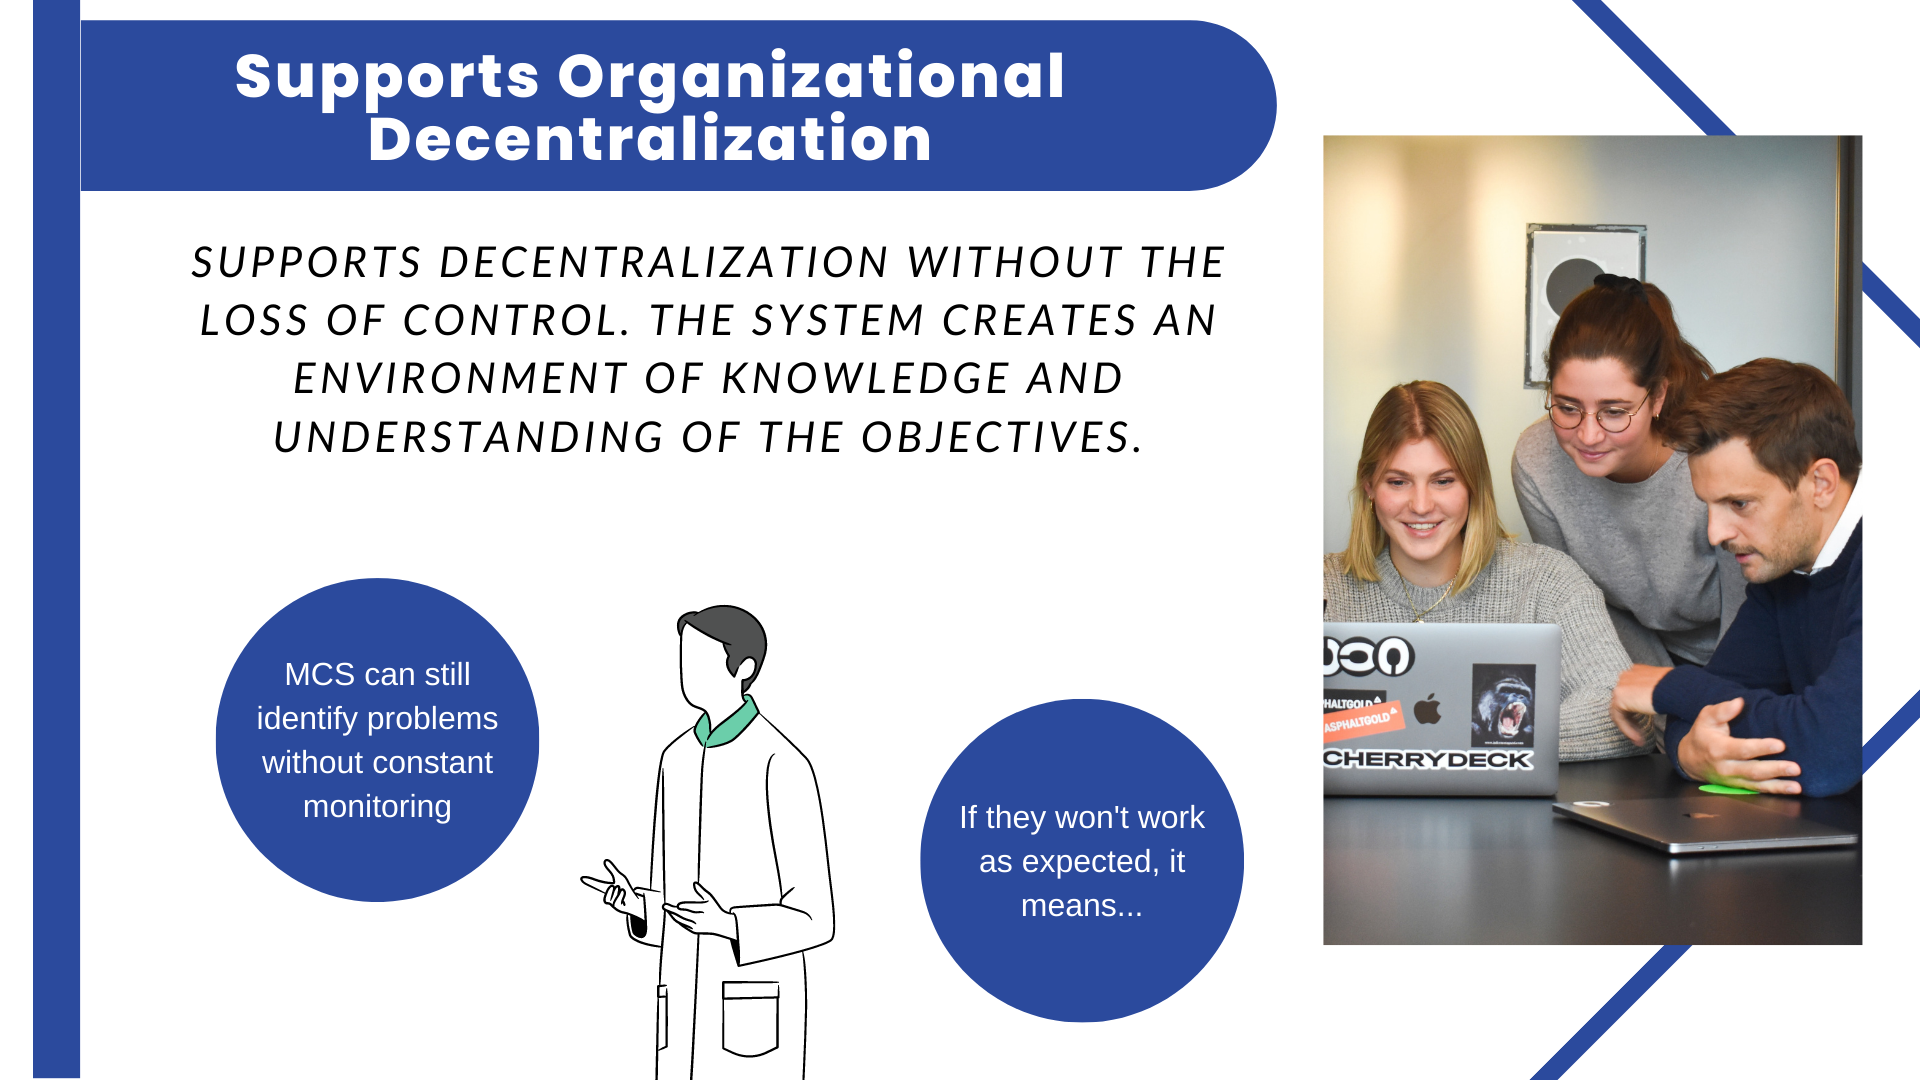 Supports Organizational
Decentralization
SUPPORTS DECENTRALIZATION WITHOUT THE
LOSS OF CONTROL. THE SYSTEM CREATES AN
ENVIRONMENT OF KNOWLEDGE AND
UNDERSTANDING OF THE OBJECTIVES.
MCS can still
identify problems
without constant
monitoring
If they won't work
as expected, it
means...
PHALTGOLD
ASPHALTGOLD
CHERRYDECK